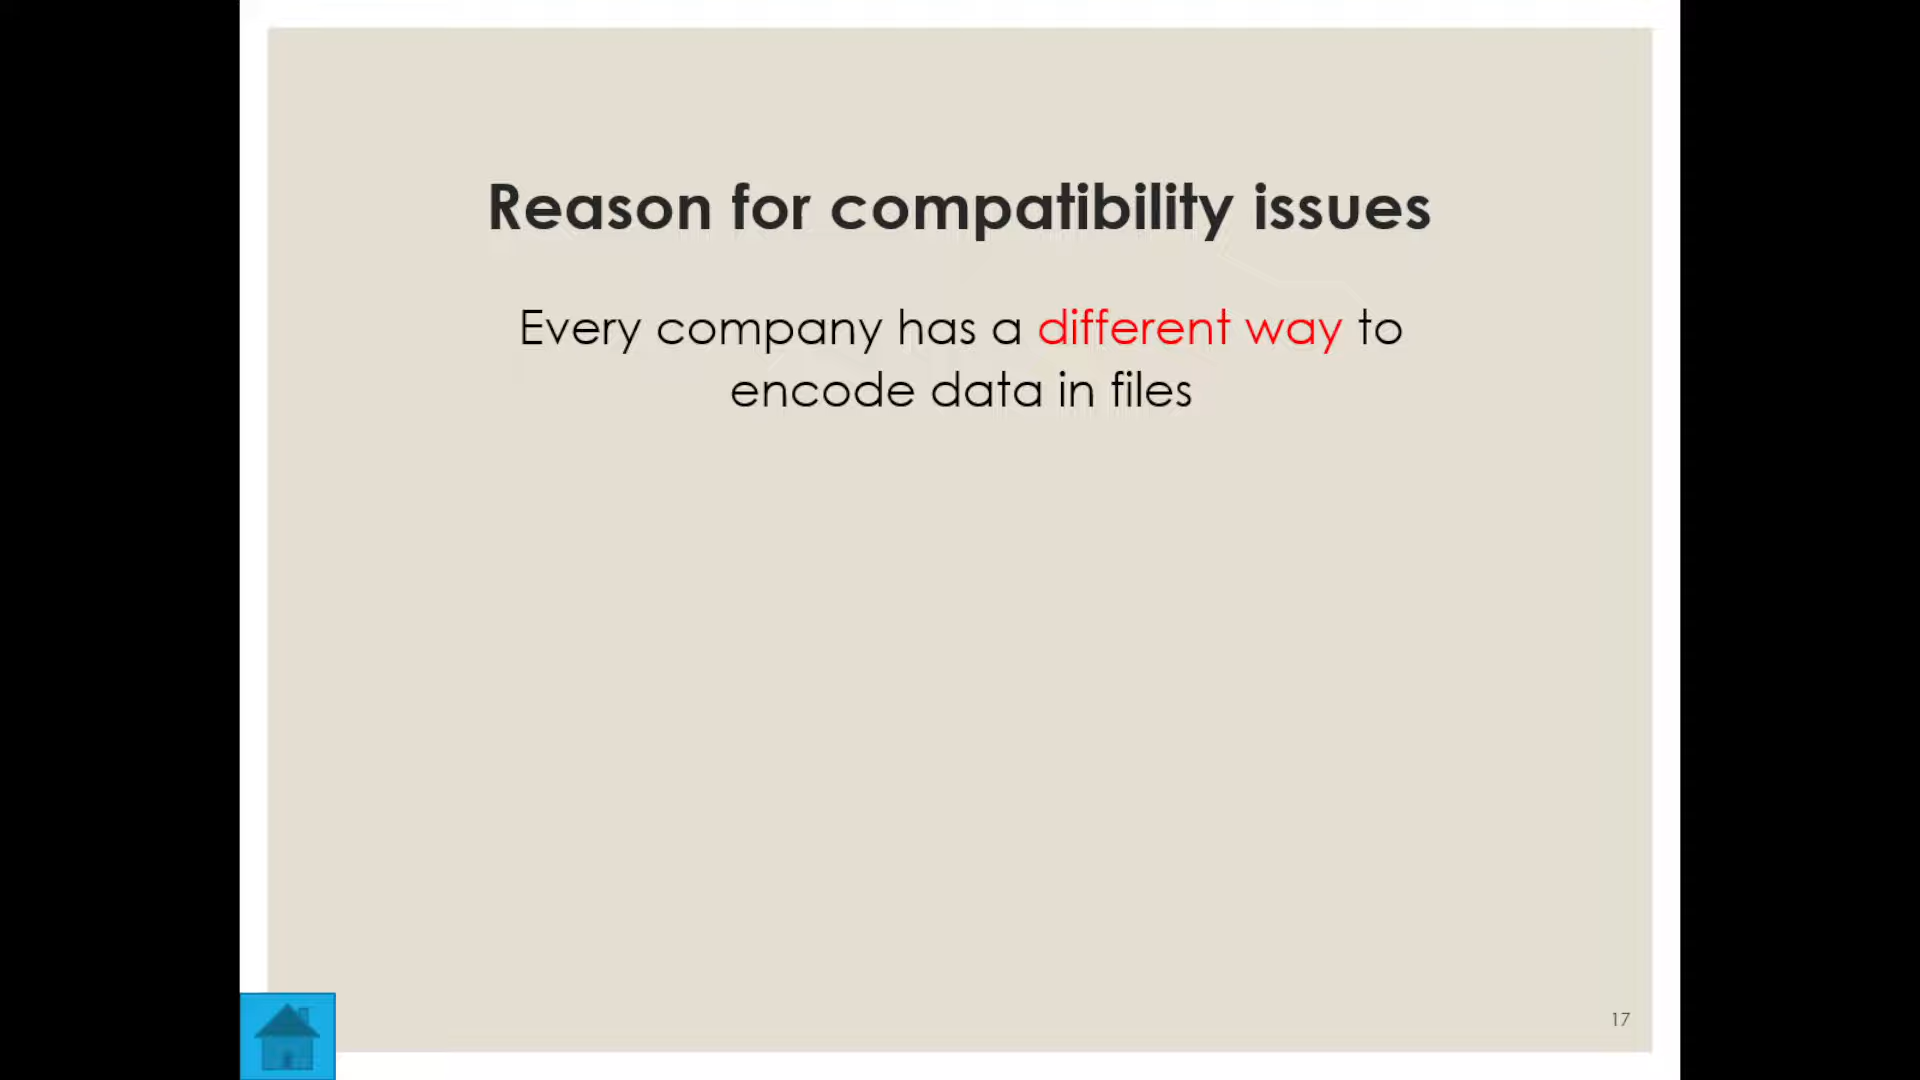 Reason for compatibility issues
Every company has a different way to
encode data in files
17